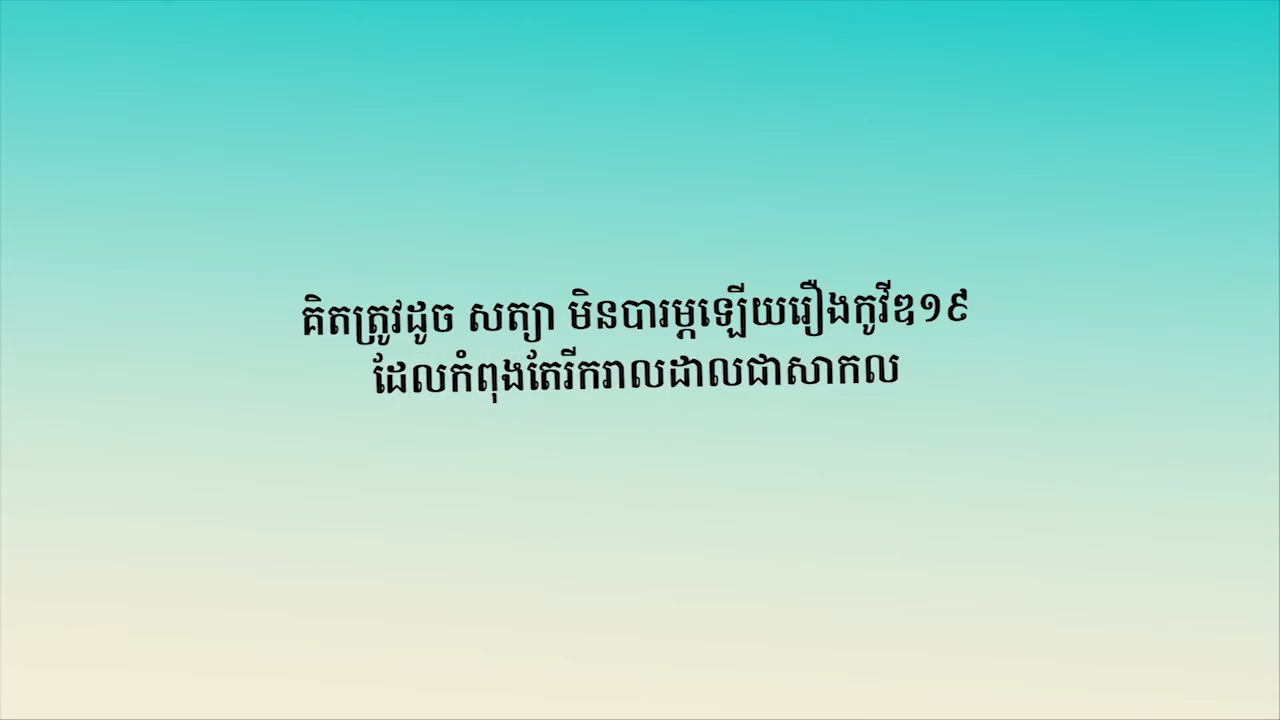 គិតត្រូវដូច សត្យា មិនបារម្ភឡើយរឿងកូវីឌ១៩
ដែលកំពុងតែរីករាលដាលជាសាកល